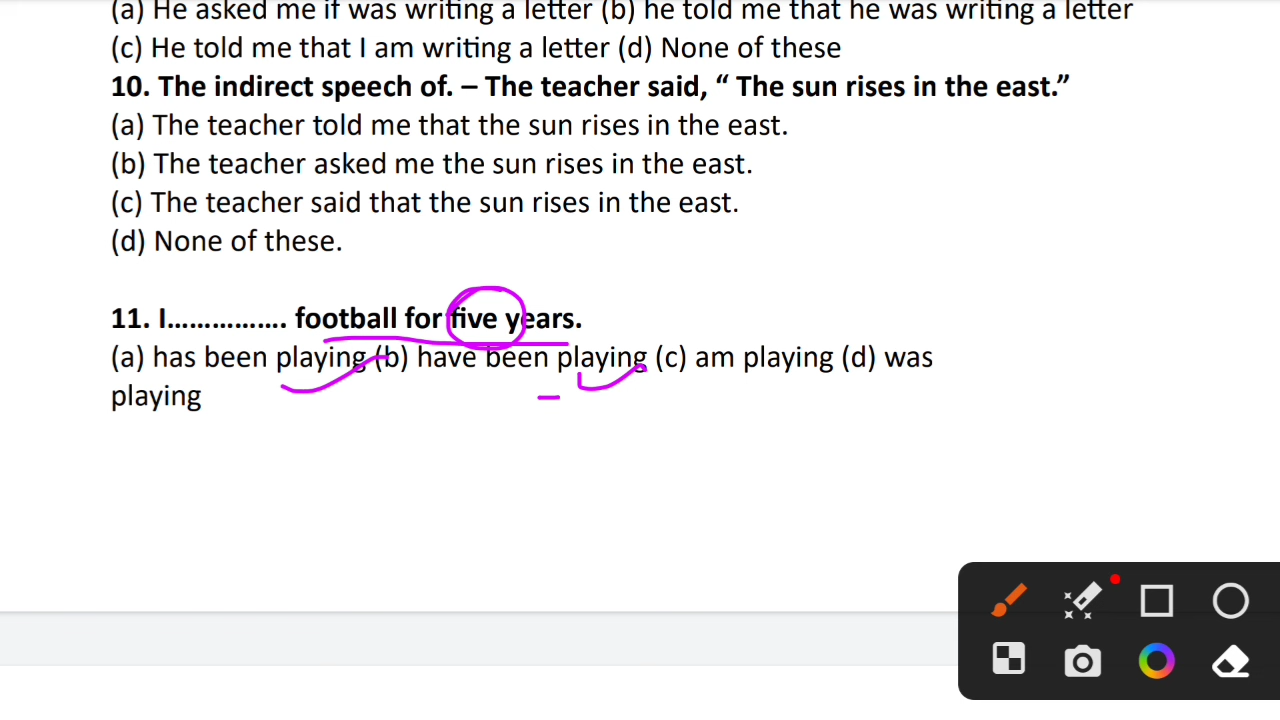 (a) He asked me if was writing a letter (b) he told me that he was writing a letter
(c) He told me that I am writing a letter (d) None of these
10. The indirect speech of. – The teacher said, “ The sun rises in the east.”
(a) The teacher told me that the sun rises in the east.
(b) The teacher asked me the sun rises in the east.
(c) The teacher said that the sun rises in the east.
(d) None of these.
11. I…………… football for five years.
(a) has been playing (b) have been playing (c) am playing (d) was
playing